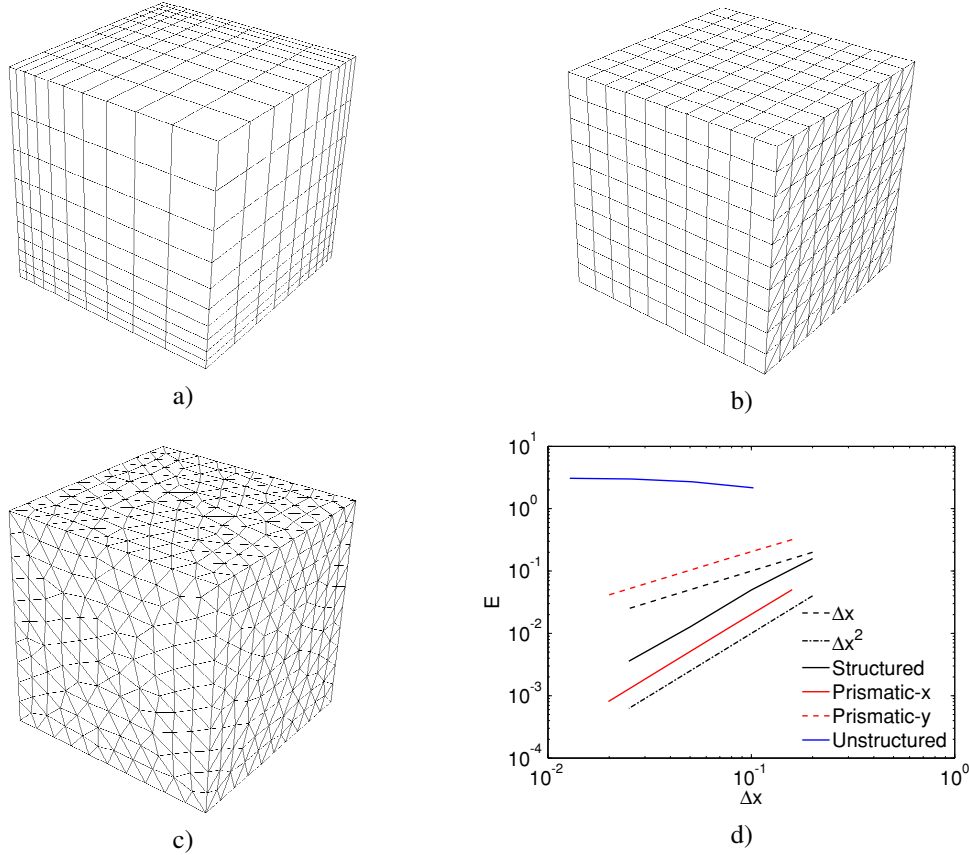 a)
b)
c)
10^1
10^0
10^-1
10^-2
10^-3
10^-4
E
10^-2
10^-1
10^0
Δx
Δx
Δx^2
Structured
Prismatic-x
Prismatic-y
Unstructured
d)